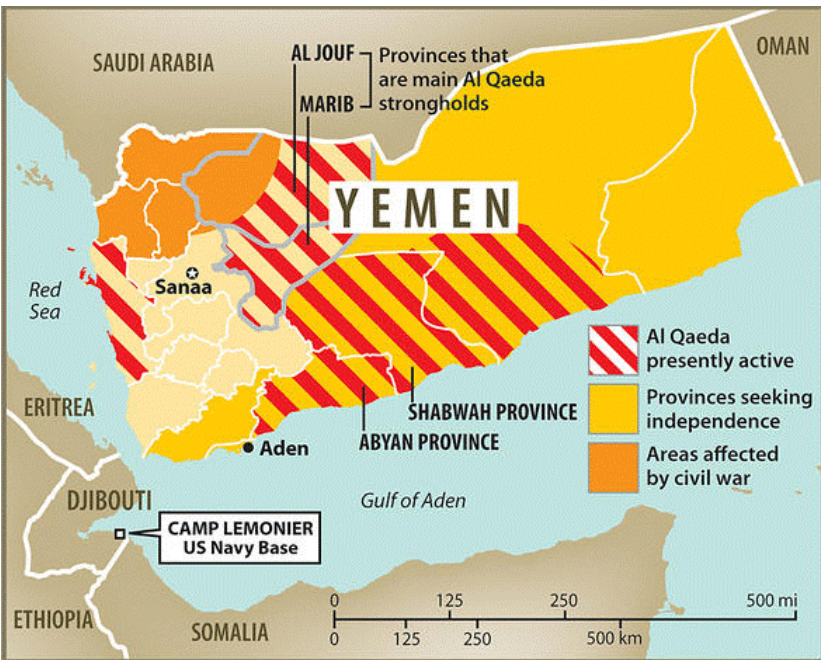 SAUDI ARABIA
OMAN
AL JOUF
MARIB
Provinces that
are main Al Qaeda
strongholds
YEMEN
Sanaa
Red
Sea
Al Qaeda
presently active
Provinces seeking
independence
Areas affected
by civil war
ERITREA
SHABWAH PROVINCE
ABYAN PROVINCE
Aden
DJIBOUTI
Gulf of Aden
CAMP LEMONIER
US Navy Base
ETHIOPIA
SOMALIA
0 125 250 500 mi
0 125 250 500 km